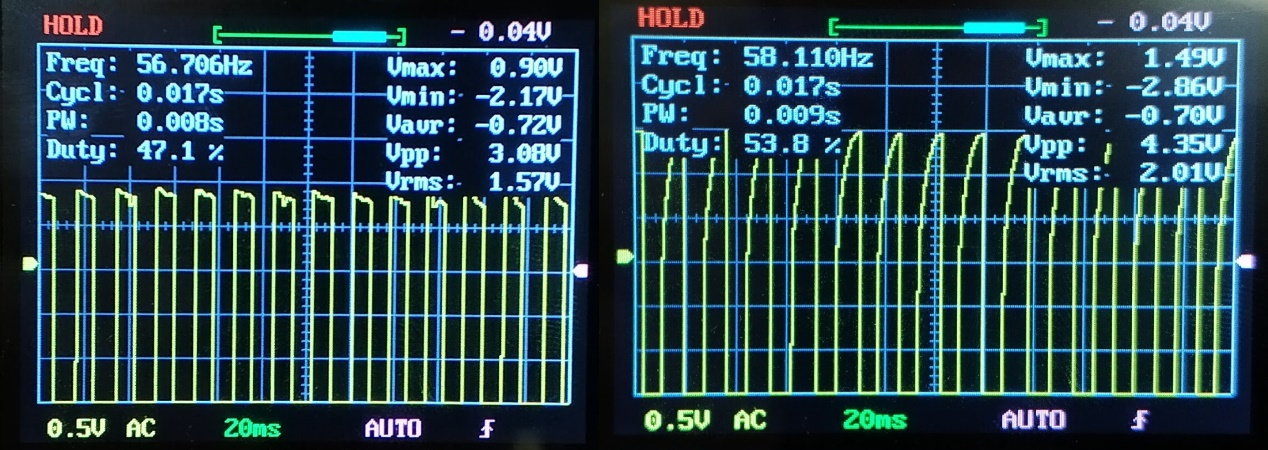 HOLD - 0.04V
Freq: 56.706Hz Vmax: 0.90V
Cycl: 0.017s Vmin: -2.17V
PW: 0.008s Vavr: -0.72V
Duty: 47.1 % Vpp: 3.08V
Vrms: 1.57V
0.5V AC 20ms AUTO
HOLD - 0.04V
Freq: 58.110Hz Vmax: 1.49V
Cycl: 0.017s Vmin: -2.86V
PW: 0.009s Vavr: -0.70V
Duty: 53.8 % Vpp: 4.35V
Vrms: 2.01V
0.5V AC 20ms AUTO